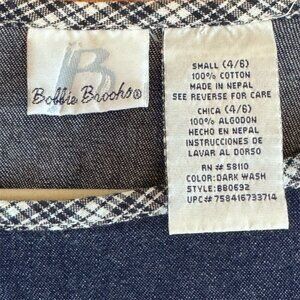 B
Bobbie Brooks®
SMALL (4/6)
100% COTTON
MADE IN NEPAL
SEE REVERSE FOR CARE
CHICA (4/6)
100% ALGODON
HECHO EN NEPAL
INSTRUCCIONES DE
LAVAR AL DORSO
RN# 58110
COLOR:DARK WASH
STYLE:BB0692
UPC#758416733714